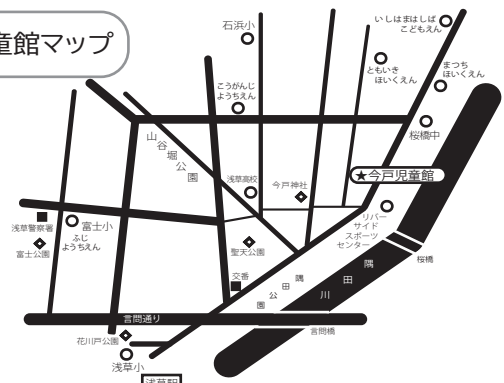 童館マップ
石浜小
いしはまはしば
こどもえん
ともいき
ほいくえん
まつち
ほいくえん
こうがんじ
ようちえん
桜橋中
山谷堀公園
浅草高校
今戸神社
★今戸児童館
リバー
サイド
スポーツ
センター
浅草警察署
富士小
ふじ
ようちえん
富士公園
聖天公園
交番
隅田公園
隅田川
桜橋
言問通り
言問橋
花川戸公園
浅草小
浅草駅